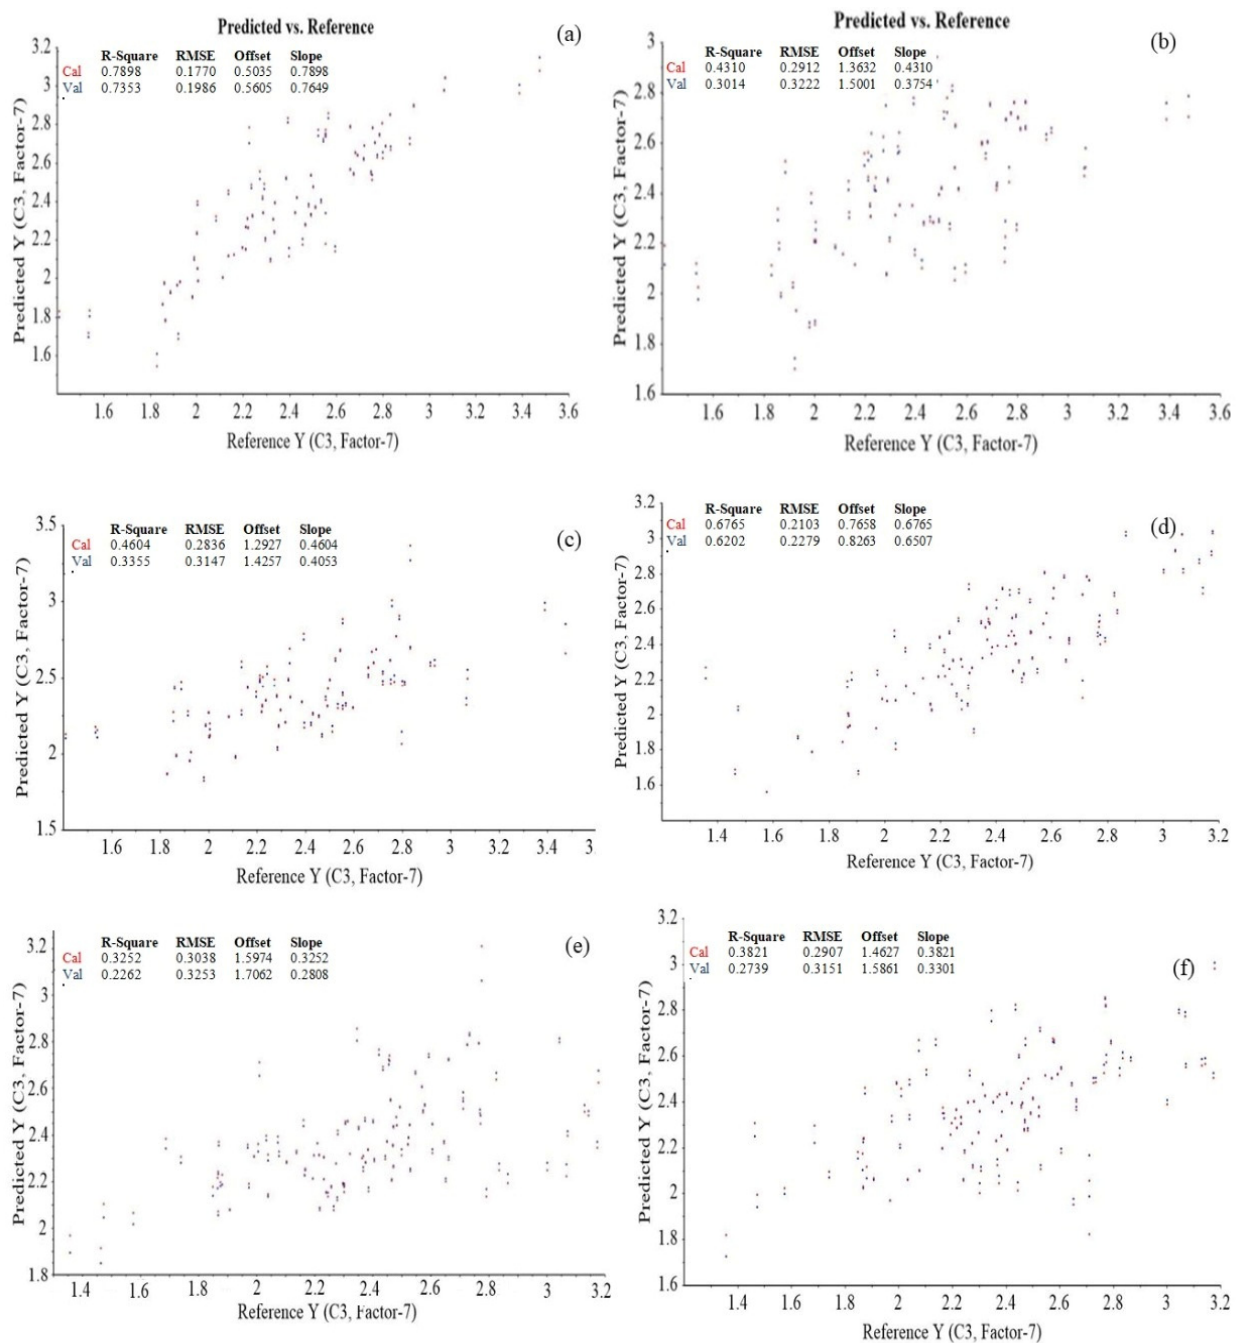 Predicted vs. Reference
(a)
R-Square RMSE Offset Slope
Cal 0.7898 0.1770 0.5035 0.7898
Val 0.7353 0.1986 0.5605 0.7649
Predicted Y (C3, Factor-7)
3.2
3
2.8
2.6
2.4
2.2
2
1.8
1.6
1.6 1.8 2 2.2 2.4 2.6 2.8 3 3.2 3.4 3.6
Reference Y (C3, Factor-7)
Predicted vs. Reference
(b)
R-Square RMSE Offset Slope
Cal 0.4310 0.2912 1.3632 0.4310
Val 0.3014 0.3222 1.5001 0.3754
Predicted Y (C3, Factor-7)
3
2.8
2.6
2.4
2.2
2
1.8
1.6
1.6 1.8 2 2.2 2.4 2.6 2.8 3 3.2 3.4 3.6
Reference Y (C3, Factor-7)
(c)
R-Square RMSE Offset Slope
Cal 0.4604 0.2836 1.2927 0.4604
Val 0.3355 0.3147 1.4257 0.4053
Predicted Y (C3, Factor-7)
3.5
3
2.5
2
1.5
1.6 1.8 2 2.2 2.4 2.6 2.8 3 3.2 3.4 3.
Reference Y (C3, Factor-7)
(d)
R-Square RMSE Offset Slope
Cal 0.6765 0.2103 0.7658 0.6765
Val 0.6202 0.2279 0.8263 0.6507
Predicted Y (C3, Factor-7)
3.2
3
2.8
2.6
2.4
2.2
2
1.8
1.6
1.4 1.6 1.8 2 2.2 2.4 2.6 2.8 3 3.2
Reference Y (C3, Factor-7)
(e)
R-Square RMSE Offset Slope
Cal 0.3252 0.3038 1.5974 0.3252
Val 0.2262 0.3253 1.7062 0.2808
Predicted Y (C3, Factor-7)
3.2
3
2.8
2.6
2.4
2.2
2
1.8
1.4 1.6 1.8 2 2.2 2.4 2.6 2.8 3 3.2
Reference Y (C3, Factor-7)
(f)
R-Square RMSE Offset Slope
Cal 0.3821 0.2907 1.4627 0.3821
Val 0.2739 0.3151 1.5861 0.3301
Predicted Y (C3, Factor-7)
3
2.8
2.6
2.4
2.2
2
1.8
1.6
1.4 1.6 1.8 2 2.2 2.4 2.6 2.8 3 3.2
Reference Y (C3, Factor-7)